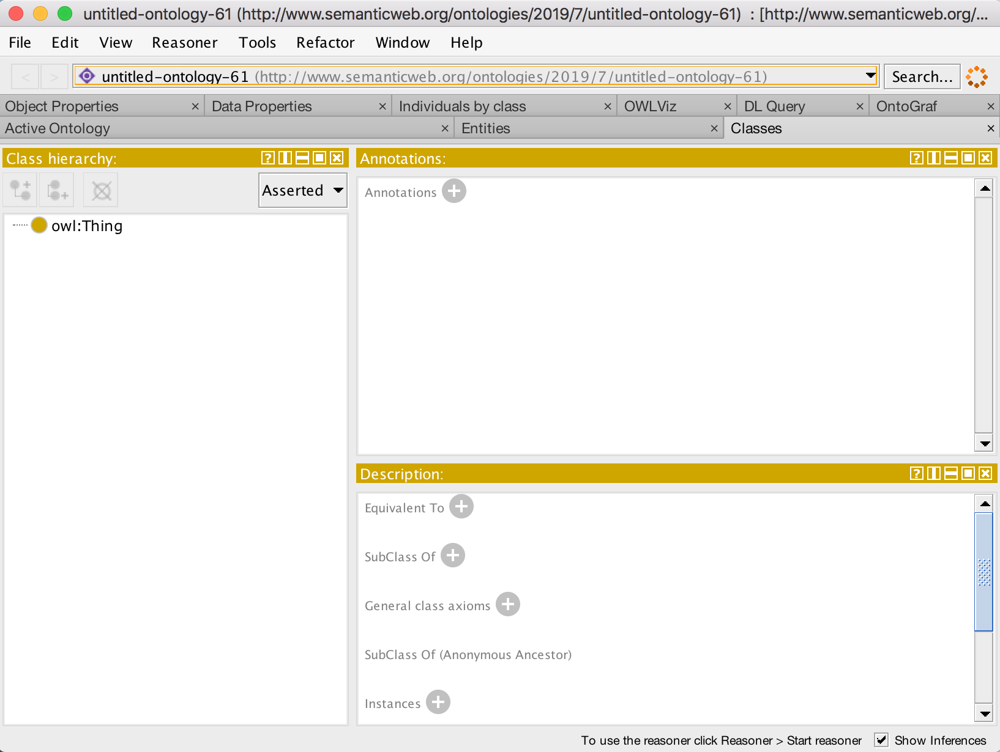 untitled-ontology-61 (http://www.semanticweb.org/ontologies/2019/7/untitled-ontology-61) : [http://www.semanticweb.org/...
File Edit View Reasoner Tools Refactor Window Help
< > untitled-ontology-61 (http://www.semanticweb.org/ontologies/2019/7/untitled-ontology-61) Search...
Object Properties × Data Properties × Individuals by class × OWLViz × DL Query × OntoGraf ×
Active Ontology × Entities × Classes ×
Class hierarchy:
Asserted
owl:Thing
Annotations:
Annotations
Description:
Equivalent To
SubClass Of
General class axioms
SubClass Of (Anonymous Ancestor)
Instances
To use the reasoner click Reasoner > Start reasoner Show Inferences